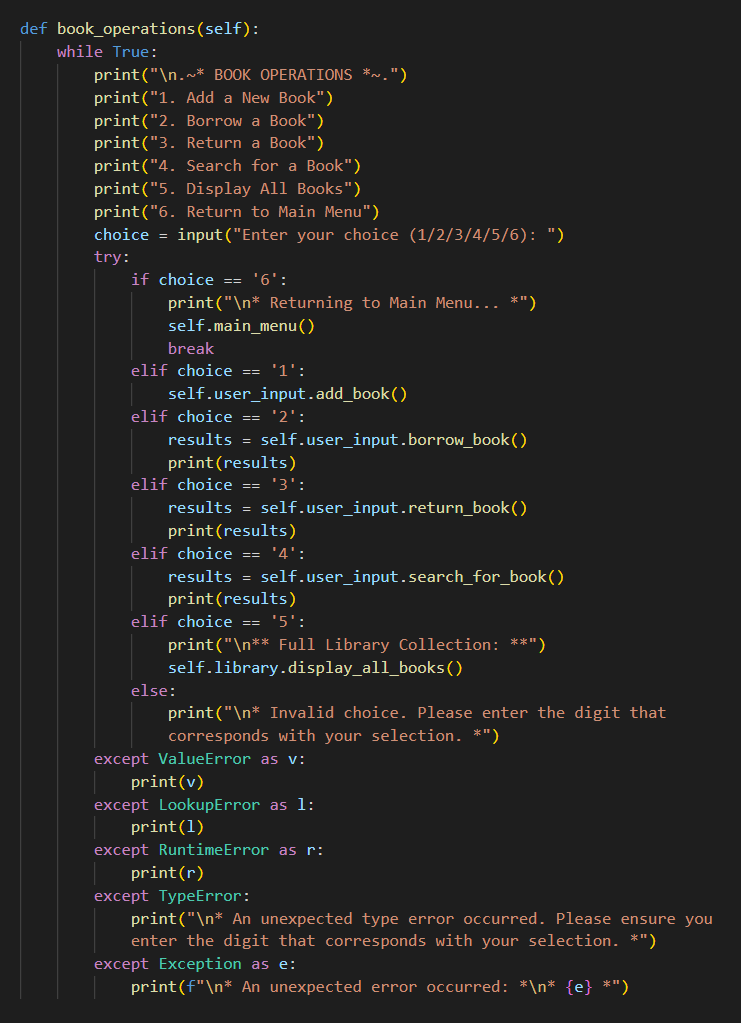 def book_operations(self):
    while True:
        print("\n.~* BOOK OPERATIONS *~.")
        print("1. Add a New Book")
        print("2. Borrow a Book")
        print("3. Return a Book")
        print("4. Search for a Book")
        print("5. Display All Books")
        print("6. Return to Main Menu")
        choice = input("Enter your choice (1/2/3/4/5/6): ")
        try:
            if choice == '6':
                print("\n* Returning to Main Menu... *")
                self.main_menu()
                break
            elif choice == '1':
                self.user_input.add_book()
            elif choice == '2':
                results = self.user_input.borrow_book()
                print(results)
            elif choice == '3':
                results = self.user_input.return_book()
                print(results)
            elif choice == '4':
                results = self.user_input.search_for_book()
                print(results)
            elif choice == '5':
                print("\n** Full Library Collection: **")
                self.library.display_all_books()
            else:
                print("\n* Invalid choice. Please enter the digit that
                corresponds with your selection. *")
        except ValueError as v:
            print(v)
        except LookupError as l:
            print(l)
        except RuntimeError as r:
            print(r)
        except TypeError:
            print("\n* An unexpected type error occurred. Please ensure you
            enter the digit that corresponds with your selection. *")
        except Exception as e:
            print(f"\n* An unexpected error occurred: *\n* {e} *")